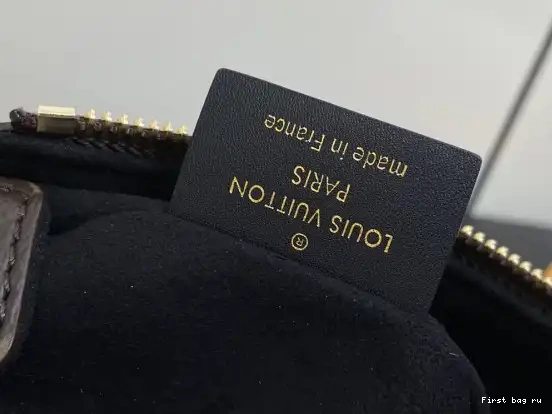 ®
LOUIS VUITTON
PARIS
made in France
First bag ru